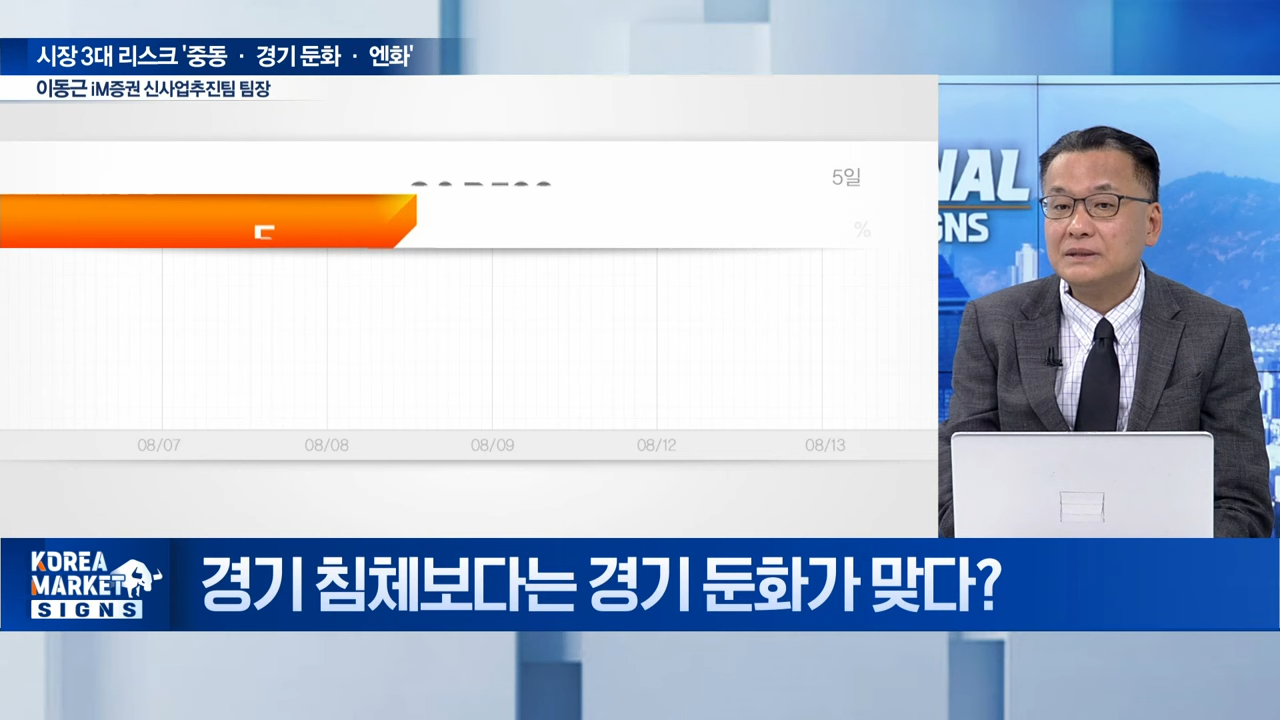 시장 3대 리스크 '중동 · 경기 둔화 · 엔화'
이동근 iM증권 신사업추진팀 팀장
5일
%
08/07 08/08 08/09 08/12 08/13
KOREA
MARKET
SIGNS
경기 침체보다는 경기 둔화가 맞다?